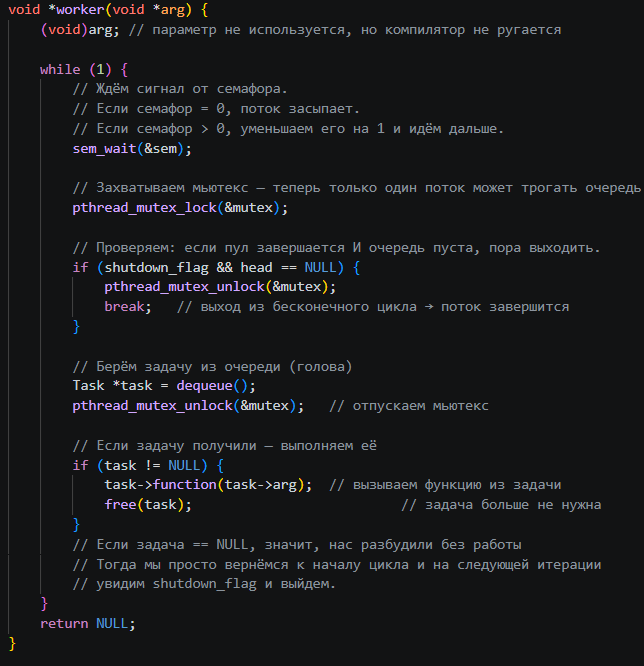 void *worker(void *arg) {
    (void)arg; // параметр не используется, но компилятор не ругается

    while (1) {
        // Ждём сигнал от семафора.
        // Если семафор = 0, поток засыпает.
        // Если семафор > 0, уменьшаем его на 1 и идём дальше.
        sem_wait(&sem);

        // Захватываем мьютекс — теперь только один поток может трогать очередь
        pthread_mutex_lock(&mutex);

        // Проверяем: если пул завершается И очередь пуста, пора выходить.
        if (shutdown_flag && head == NULL) {
            pthread_mutex_unlock(&mutex);
            break;   // выход из бесконечного цикла → поток завершится
        }

        // Берём задачу из очереди (голова)
        Task *task = dequeue();
        pthread_mutex_unlock(&mutex);   // отпускаем мьютекс

        // Если задачу получили — выполняем её
        if (task != NULL) {
            task->function(task->arg);  // вызываем функцию из задачи
            free(task);                          // задача больше не нужна
        }
        // Если задача == NULL, значит, нас разбудили без работы
        // Тогда мы просто вернёмся к началу цикла и на следующей итерации
        // увидим shutdown_flag и выйдем.
    }
    return NULL;
}